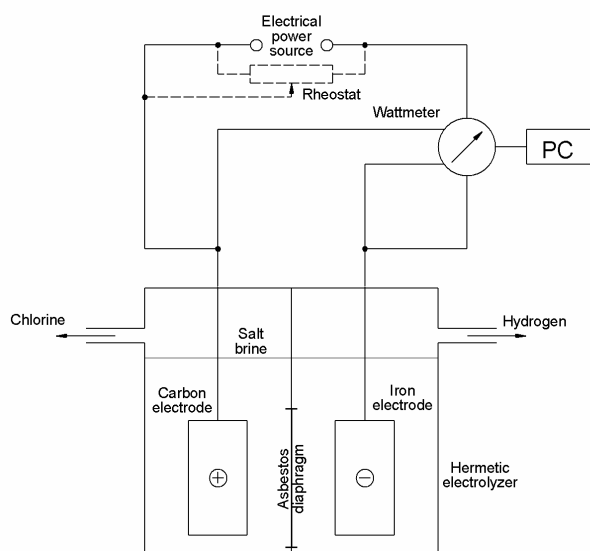 Electrical
power
source
Rheostat
Wattmeter
PC
Chlorine
Hydrogen
Salt
brine
Carbon
electrode
Iron
electrode
Asbestos
diaphragm
Hermetic
electrolyzer
+
−